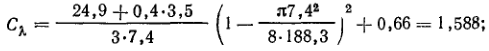 C_λ = (24,9 + 0,4·3,5)/(3·7,4) (1 − π7,4²/(8·188,3))² + 0,66 = 1,588;